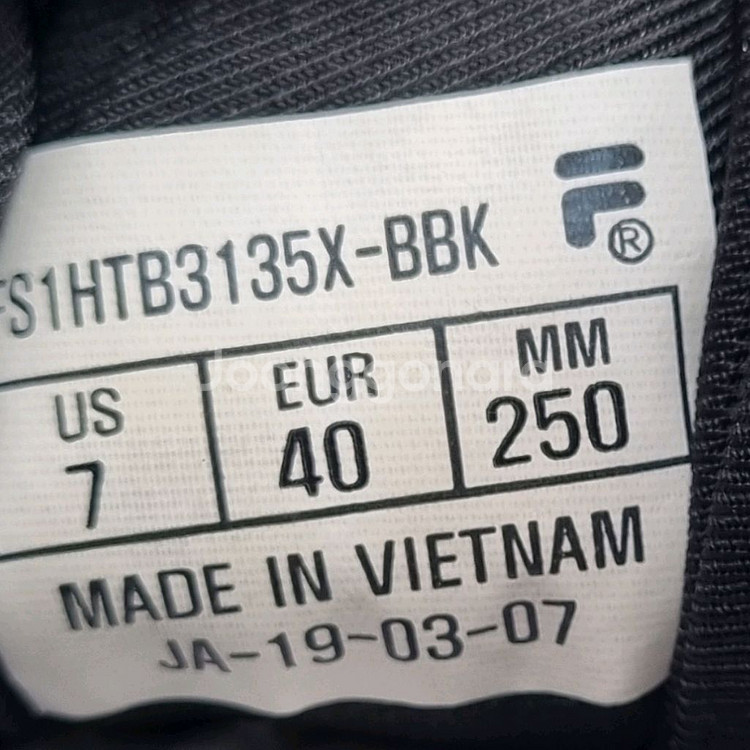 FS1HTB3135X-BBK
F®
US EUR MM
7 40 250
MADE IN VIETNAM
JA-19-03-07